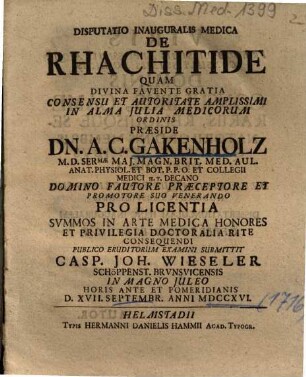 Diss. Med. 1399
DISPUTATIO INAUGURALIS MEDICA
DE
RHACHITIDE
QUAM
DIVINA FAVENTE GRATIA
CONSENSU ET AUTORITATE AMPLISSIMI
IN ALMA JULIA MEDICORUM
ORDINIS
PRÆSIDE
DN. A. C. GAKENHOLZ
M. D. SERMÆ MAJ. MAGN. BRIT. MED. AUL.
ANAT. PHYSIOL. ET BOT. P. P. O. ET COLLEGII
MEDICI n. t. DECANO
DOMINO FAUTORE PRÆCEPTORE ET
PROMOTORE SUO VENERANDO
PRO LICENTIA
SVMMOS IN ARTE MEDICA HONORES
ET PRIVILEGIA DOCTORALIA RITE
CONSEQUENDI
PUBLICO ERUDITORUM EXAMINI SUBMITTIT
CASP. JOH. WIESELER
SCHöPPENST. BRVNSVICENSIS
IN MAGNO JULEO
HORIS ANTE ET POMERIDIANIS
D. XVII. SEPTEMBR. ANNI MDCCXVI.
1716
HELMSTADII
TYPIS HERMANNI DANIELIS HAMMII ACAD. TYPOGR.